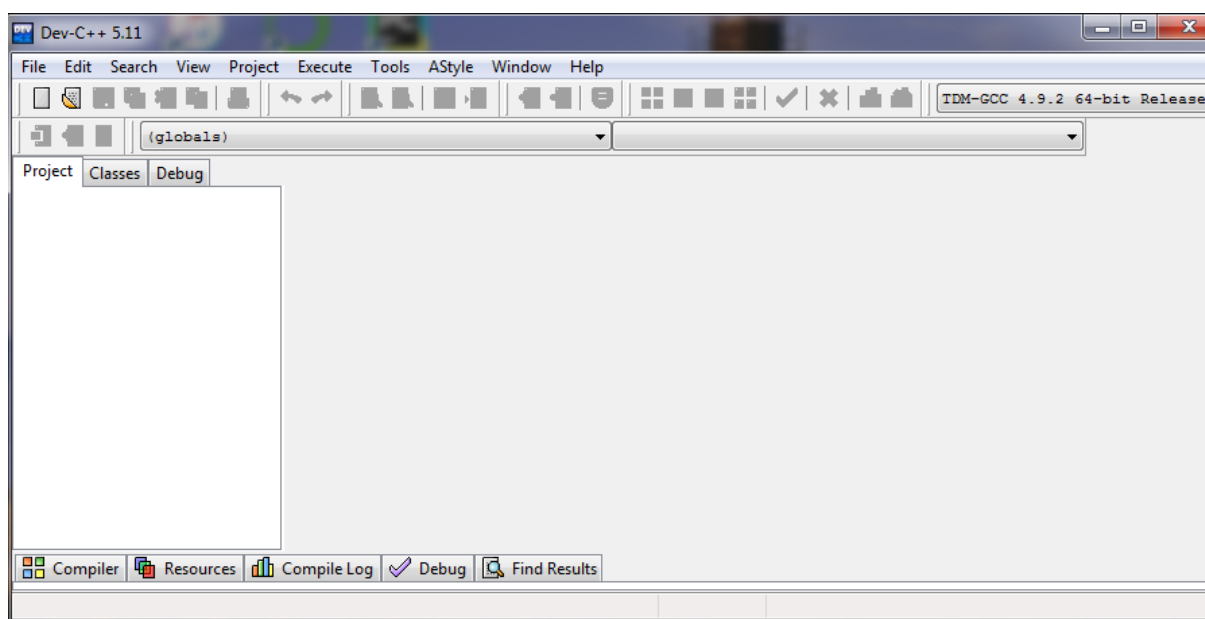 Dev-C++ 5.11
File Edit Search View Project Execute Tools AStyle Window Help
TDM-GCC 4.9.2 64-bit Release
(globals)
Project Classes Debug
Compiler Resources Compile Log Debug Find Results